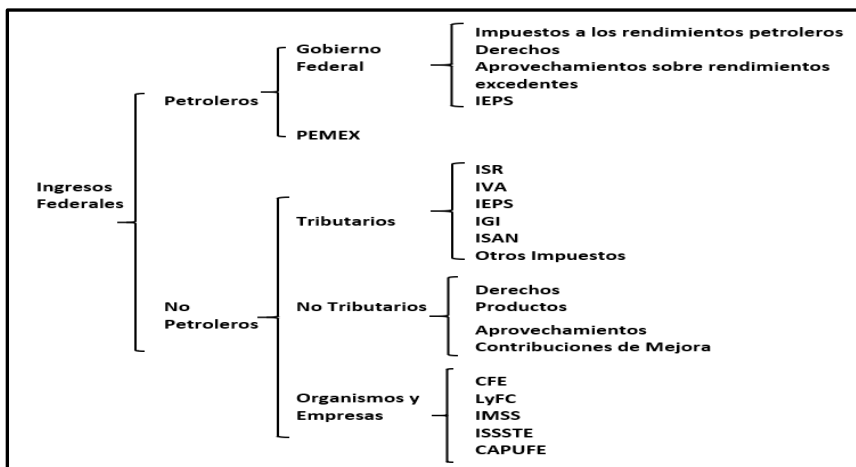 Ingresos
Federales
Petroleros
Gobierno
Federal
Impuestos a los rendimientos petroleros
Derechos
Aprovechamientos sobre rendimientos
excedentes
IEPS
PEMEX
No
Petroleros
Tributarios
ISR
IVA
IEPS
IGI
ISAN
Otros Impuestos
No Tributarios
Derechos
Productos
Aprovechamientos
Contribuciones de Mejora
Organismos y
Empresas
CFE
LyFC
IMSS
ISSSTE
CAPUFE